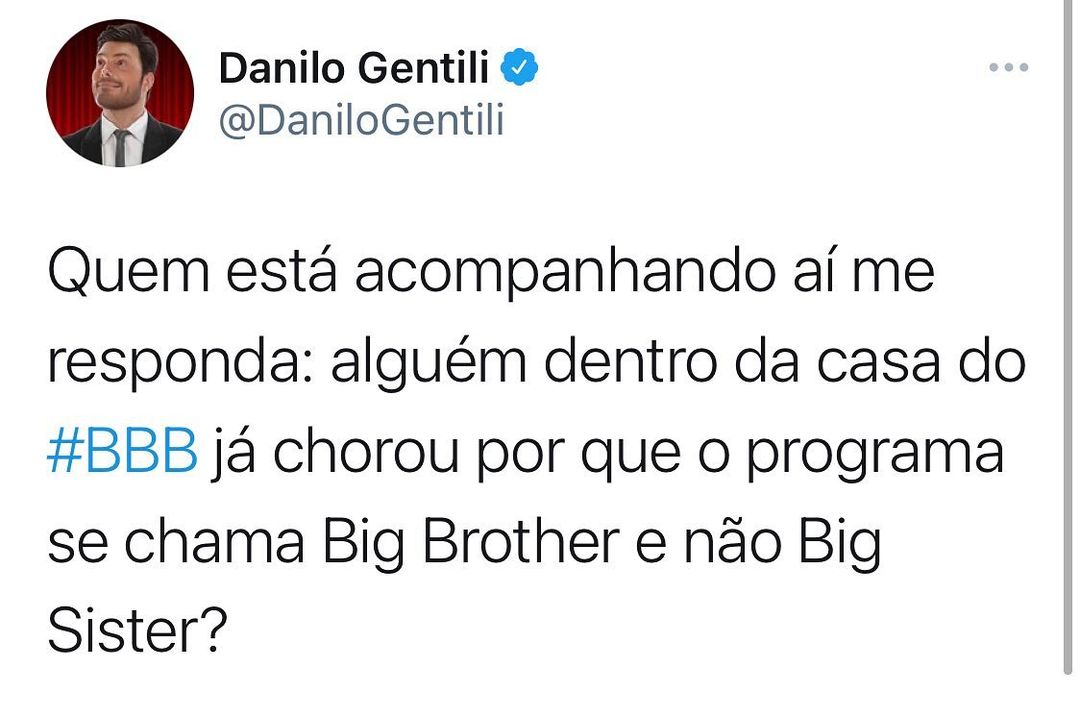 Danilo Gentili
@DaniloGentili
Quem está acompanhando aí me
responda: alguém dentro da casa do
#BBB já chorou por que o programa
se chama Big Brother e não Big
Sister?